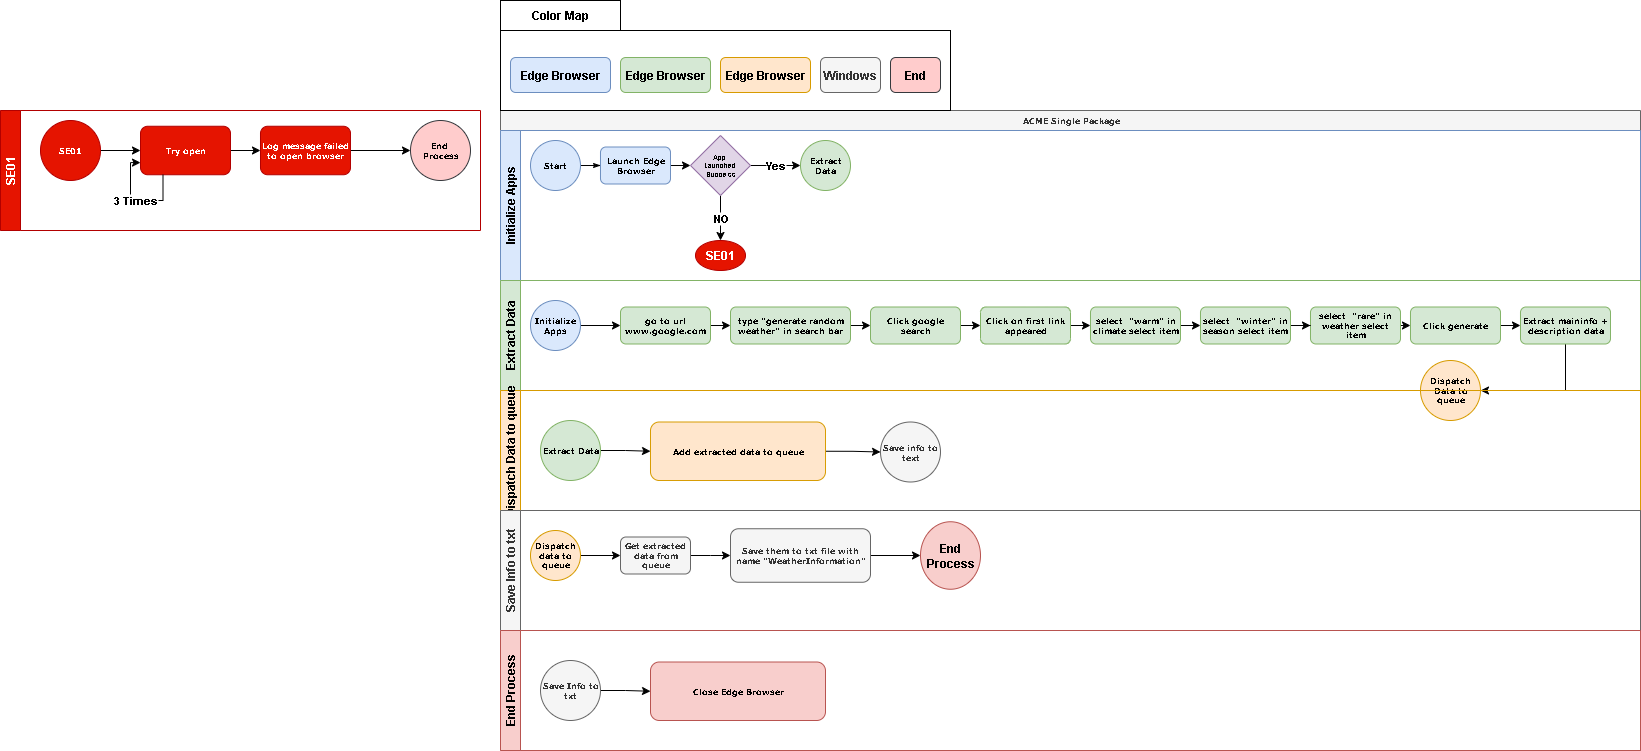 Color Map
Edge Browser
Edge Browser
Edge Browser
Windows
End
SE01
SE01
Try open
Log message failed
to open browser
End
Process
3 Times
ACME Single Package
Initialize Apps
Start
Launch Edge
Browser
App
Launched
Yes
Extract
Data
NO
SE01
Extract Data
Initialize
Apps
go to url
www.google.com
type "generate random
weather" in search bar
Click google
search
Click on first link
appeared
select "warm" in
climate select item
select "winter" in
season select item
select "rare" in
weather select
item
Click generate
Extract maininfo +
description data
Dispatch
Data to
queue
ispatch Data to queue
Extract Data
Add extracted data to queue
Save info to
text
Save Info to txt
Dispatch
data to
queue
Get extracted
data from
queue
Save them to txt file with
name "WeatherInformation"
End
Process
End Process
Save Info to
txt
Close Edge Browser